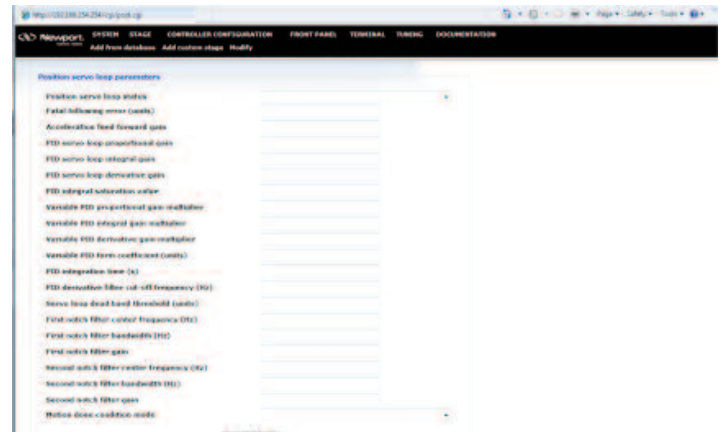 Newport.
SYSTEM STAGE CONTROLLER CONFIGURATION FRONT PANEL TERMINAL TUNING DOCUMENTATION
Add from database Add custom stage Modify
Position servo loop parameters
Position servo loop status
Fatal following error (units)
Acceleration feed forward gain
PID servo loop proportional gain
PID servo loop integral gain
PID servo loop derivative gain
PID integral saturation value
Variable PID proportional gain multiplier
Variable PID integral gain multiplier
Variable PID derivative gain multiplier
Variable PID form coefficient (units)
PID integration time (s)
PID derivative filter cut-off frequency (Hz)
Servo loop dead band threshold (units)
First notch filter center frequency (Hz)
First notch filter bandwidth (Hz)
First notch filter gain
Second notch filter center frequency (Hz)
Second notch filter bandwidth (Hz)
Second notch filter gain
Motion done condition mode